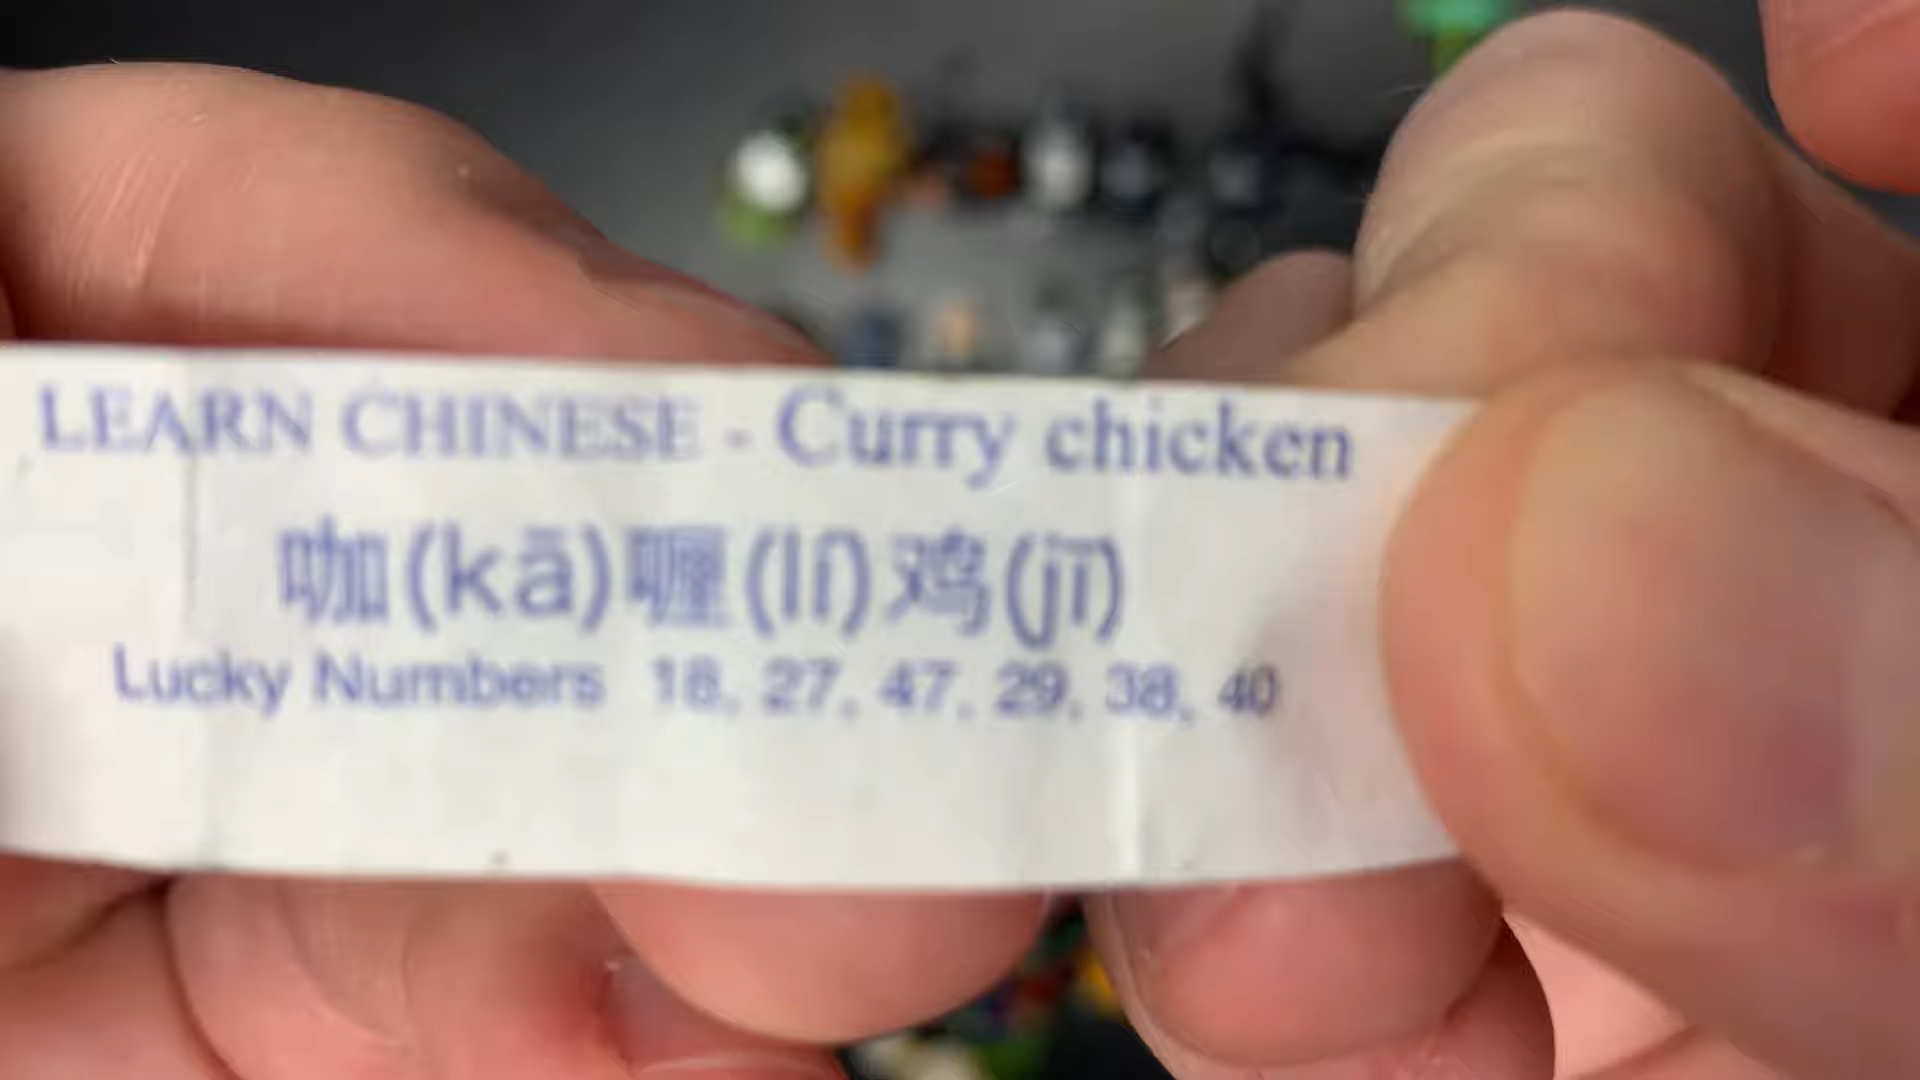 LEARN CHINESE - Curry chicken
咖(kā)喱(lí)鸡(jī)
Lucky Numbers 18, 27, 47, 29, 38, 40